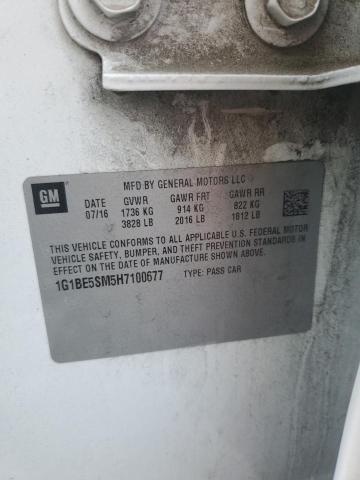 GM
MFD BY GENERAL MOTORS LLC
DATE GVWR GAWR FRT GAWR RR
07/16 1736 KG 914 KG 822 KG
3828 LB 2016 LB 1812 LB
THIS VEHICLE CONFORMS TO ALL APPLICABLE U.S. FEDERAL MOTOR
VEHICLE SAFETY, BUMPER, AND THEFT PREVENTION STANDARDS IN
EFFECT ON THE DATE OF MANUFACTURE SHOWN ABOVE.
1G1BE5SM5H7100677 TYPE: PASS CAR